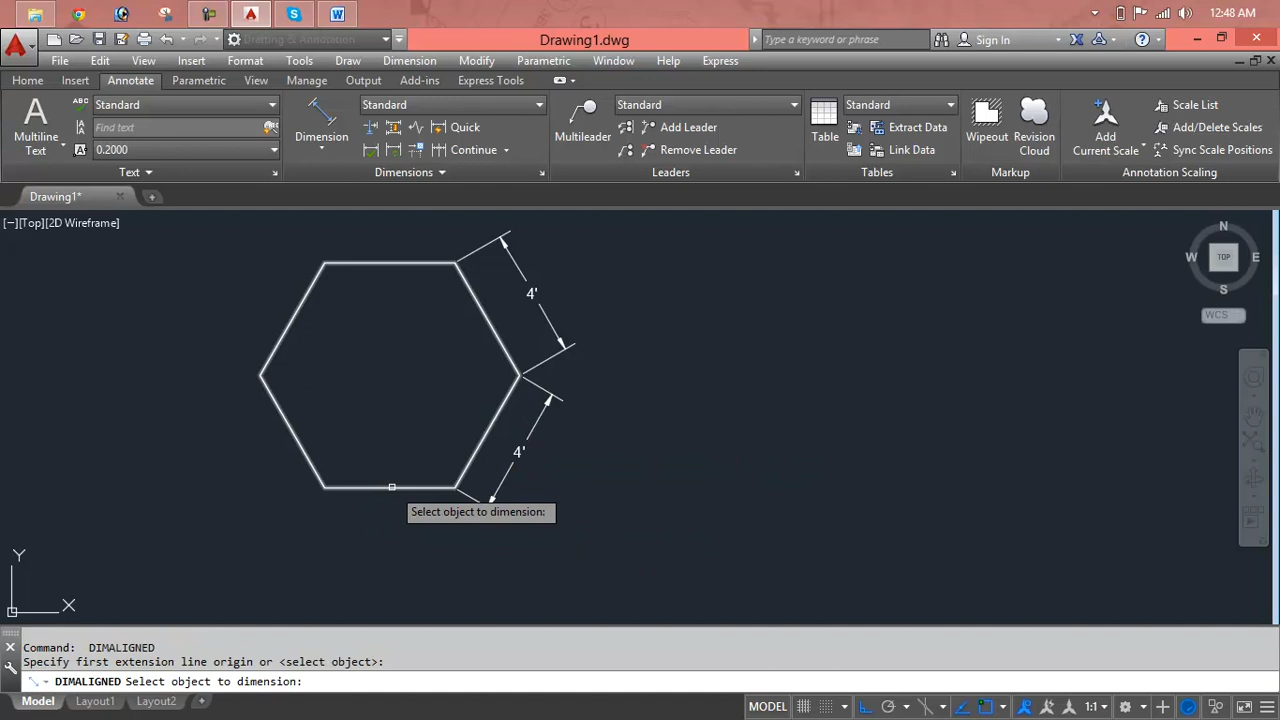 12:48 AM
Drafting & Annotation
Drawing1.dwg
Type a keyword or phrase
Sign In
File Edit View Insert Format Tools Draw Dimension Modify Parametric Window Help Express
Home Insert Annotate Parametric View Manage Output Add-ins Express Tools
Multiline Text
ABC
Standard
Find text
ABC
0.2000
Dimension
Standard
Quick
Continue
Multileader
Standard
Add Leader
Remove Leader
Table
Standard
Extract Data
Link Data
Wipeout
Revision Cloud
Add Current Scale
Scale List
Add/Delete Scales
Sync Scale Positions
Text
Dimensions
Leaders
Tables
Markup
Annotation Scaling
Drawing1*
[−][Top][2D Wireframe]
N
W TOP E
S
WCS
4'
4'
Select object to dimension:
Y
X
Command: DIMALIGNED
Specify first extension line origin or <select object>:
DIMALIGNED Select object to dimension:
Model Layout1 Layout2
MODEL
1:1